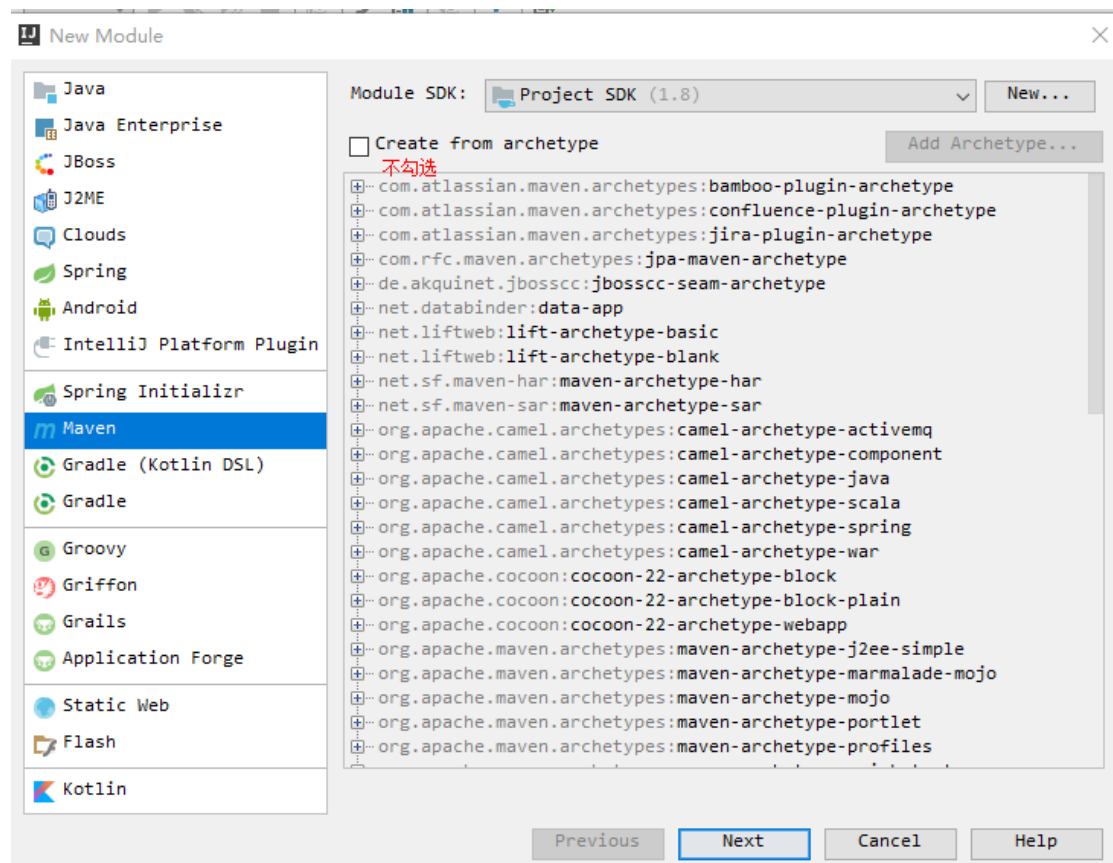 New Module
Java
Java Enterprise
JBoss
J2ME
Clouds
Spring
Android
IntelliJ Platform Plugin
Spring Initializr
Maven
Gradle (Kotlin DSL)
Gradle
Groovy
Griffon
Grails
Application Forge
Static Web
Flash
Kotlin
Module SDK: Project SDK (1.8) New...
Create from archetype Add Archetype...
不勾选
com.atlassian.maven.archetypes:bamboo-plugin-archetype
com.atlassian.maven.archetypes:confluence-plugin-archetype
com.atlassian.maven.archetypes:jira-plugin-archetype
com.rfc.maven.archetypes:jpa-maven-archetype
de.akquinet.jbosscc:jbosscc-seam-archetype
net.databinder:data-app
net.liftweb:lift-archetype-basic
net.liftweb:lift-archetype-blank
net.sf.maven-har:maven-archetype-har
net.sf.maven-sar:maven-archetype-sar
org.apache.camel.archetypes:camel-archetype-activemq
org.apache.camel.archetypes:camel-archetype-component
org.apache.camel.archetypes:camel-archetype-java
org.apache.camel.archetypes:camel-archetype-scala
org.apache.camel.archetypes:camel-archetype-spring
org.apache.camel.archetypes:camel-archetype-war
org.apache.cocoon:cocoon-22-archetype-block
org.apache.cocoon:cocoon-22-archetype-block-plain
org.apache.cocoon:cocoon-22-archetype-webapp
org.apache.maven.archetypes:maven-archetype-j2ee-simple
org.apache.maven.archetypes:maven-archetype-marmalade-mojo
org.apache.maven.archetypes:maven-archetype-mojo
org.apache.maven.archetypes:maven-archetype-portlet
org.apache.maven.archetypes:maven-archetype-profiles
Previous Next Cancel Help